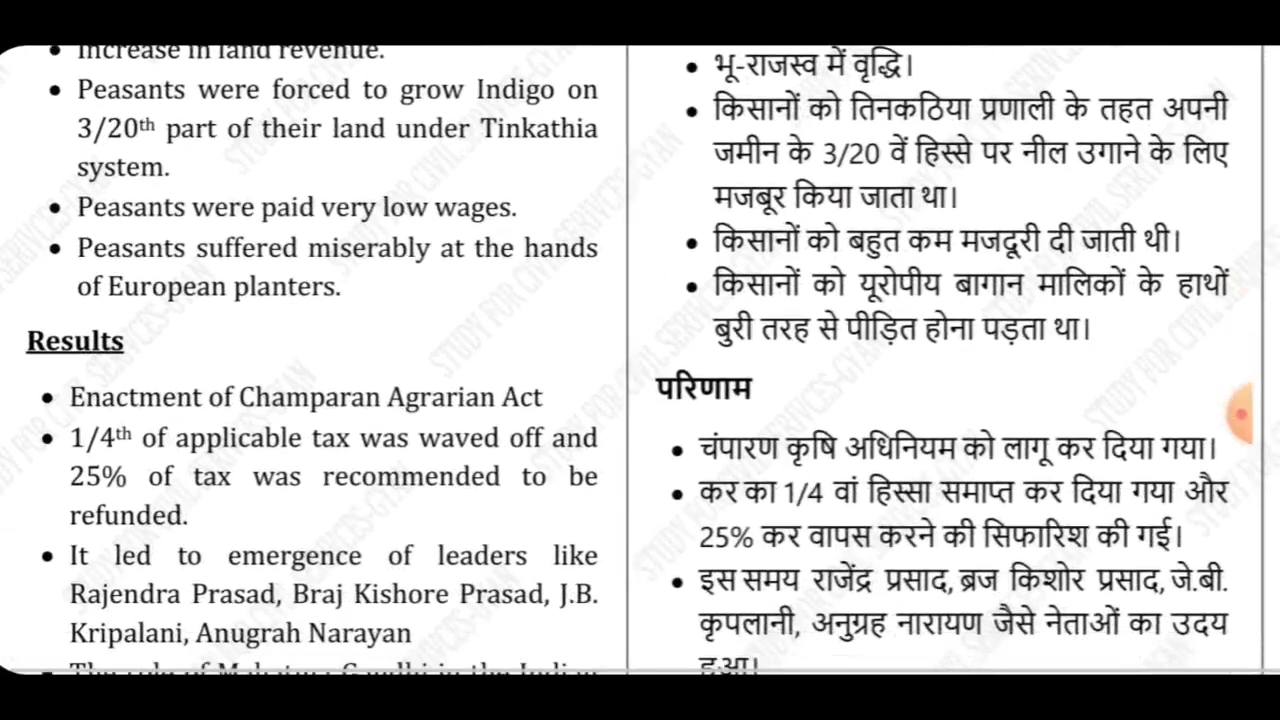 Increase in land revenue.
Peasants were forced to grow Indigo on
3/20th part of their land under Tinkathia
system.
Peasants were paid very low wages.
Peasants suffered miserably at the hands
of European planters.
Results
Enactment of Champaran Agrarian Act
1/4th of applicable tax was waved off and
25% of tax was recommended to be
refunded.
It led to emergence of leaders like
Rajendra Prasad, Braj Kishore Prasad, J.B.
Kripalani, Anugrah Narayan
भू-राजस्व में वृद्धि।
किसानों को तिनकठिया प्रणाली के तहत अपनी
जमीन के 3/20 वें हिस्से पर नील उगाने के लिए
मजबूर किया जाता था।
किसानों को बहुत कम मजदूरी दी जाती थी।
किसानों को यूरोपीय बागान मालिकों के हाथों
बुरी तरह से पीड़ित होना पड़ता था।
परिणाम
चंपारण कृषि अधिनियम को लागू कर दिया गया।
कर का 1/4 वां हिस्सा समाप्त कर दिया गया और
25% कर वापस करने की सिफारिश की गई।
इस समय राजेंद्र प्रसाद, ब्रज किशोर प्रसाद, जे.बी.
कृपलानी, अनुग्रह नारायण जैसे नेताओं का उदय
हुआ।